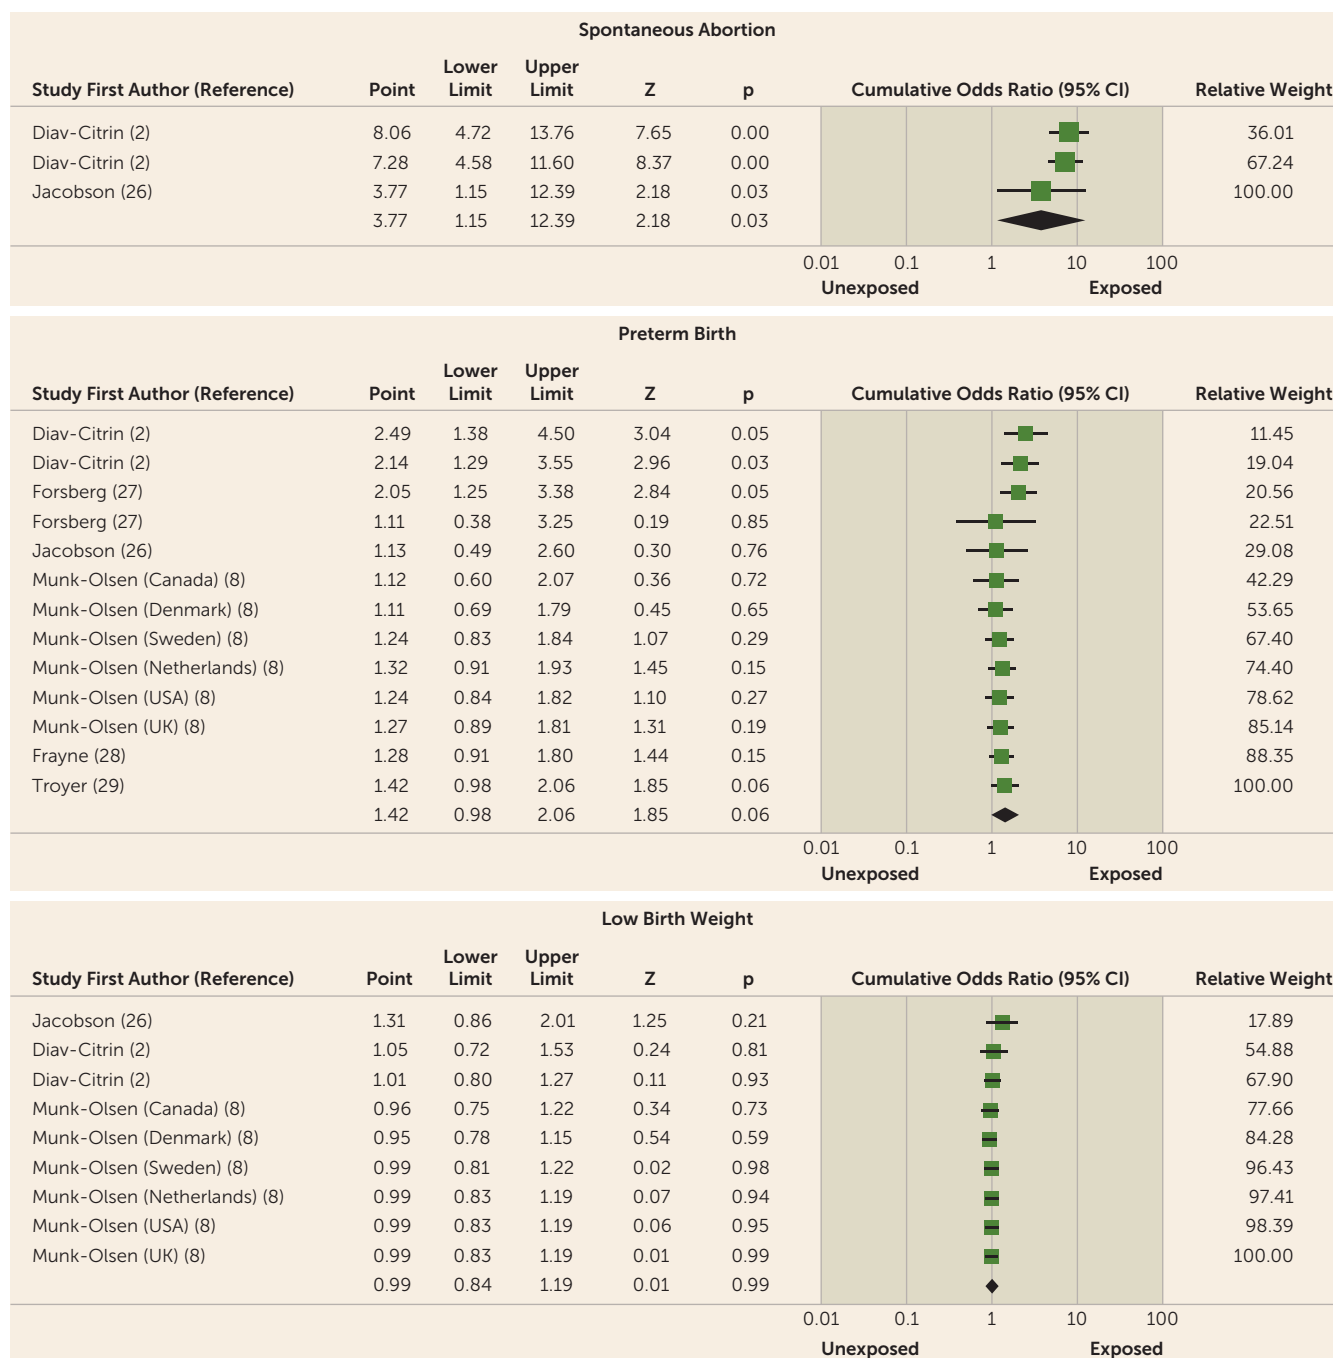 Spontaneous Abortion
Study First Author (Reference) Point Lower Limit Upper Limit Z p Cumulative Odds Ratio (95% CI) Relative Weight
Diav-Citrin (2) 8.06 4.72 13.76 7.65 0.00 36.01
Diav-Citrin (2) 7.28 4.58 11.60 8.37 0.00 67.24
Jacobson (26) 3.77 1.15 12.39 2.18 0.03 100.00
3.77 1.15 12.39 2.18 0.03
0.01 0.1 1 10 100
Unexposed Exposed
Preterm Birth
Study First Author (Reference) Point Lower Limit Upper Limit Z p Cumulative Odds Ratio (95% CI) Relative Weight
Diav-Citrin (2) 2.49 1.38 4.50 3.04 0.05 11.45
Diav-Citrin (2) 2.14 1.29 3.55 2.96 0.03 19.04
Forsberg (27) 2.05 1.25 3.38 2.84 0.05 20.56
Forsberg (27) 1.11 0.38 3.25 0.19 0.85 22.51
Jacobson (26) 1.13 0.49 2.60 0.30 0.76 29.08
Munk-Olsen (Canada) (8) 1.12 0.60 2.07 0.36 0.72 42.29
Munk-Olsen (Denmark) (8) 1.11 0.69 1.79 0.45 0.65 53.65
Munk-Olsen (Sweden) (8) 1.24 0.83 1.84 1.07 0.29 67.40
Munk-Olsen (Netherlands) (8) 1.32 0.91 1.93 1.45 0.15 74.40
Munk-Olsen (USA) (8) 1.24 0.84 1.82 1.10 0.27 78.62
Munk-Olsen (UK) (8) 1.27 0.89 1.81 1.31 0.19 85.14
Frayne (28) 1.28 0.91 1.80 1.44 0.15 88.35
Troyer (29) 1.42 0.98 2.06 1.85 0.06 100.00
1.42 0.98 2.06 1.85 0.06
0.01 0.1 1 10 100
Unexposed Exposed
Low Birth Weight
Study First Author (Reference) Point Lower Limit Upper Limit Z p Cumulative Odds Ratio (95% CI) Relative Weight
Jacobson (26) 1.31 0.86 2.01 1.25 0.21 17.89
Diav-Citrin (2) 1.05 0.72 1.53 0.24 0.81 54.88
Diav-Citrin (2) 1.01 0.80 1.27 0.11 0.93 67.90
Munk-Olsen (Canada) (8) 0.96 0.75 1.22 0.34 0.73 77.66
Munk-Olsen (Denmark) (8) 0.95 0.78 1.15 0.54 0.59 84.28
Munk-Olsen (Sweden) (8) 0.99 0.81 1.22 0.02 0.98 96.43
Munk-Olsen (Netherlands) (8) 0.99 0.83 1.19 0.07 0.94 97.41
Munk-Olsen (USA) (8) 0.99 0.83 1.19 0.06 0.95 98.39
Munk-Olsen (UK) (8) 0.99 0.83 1.19 0.01 0.99 100.00
0.99 0.84 1.19 0.01 0.99
0.01 0.1 1 10 100
Unexposed Exposed